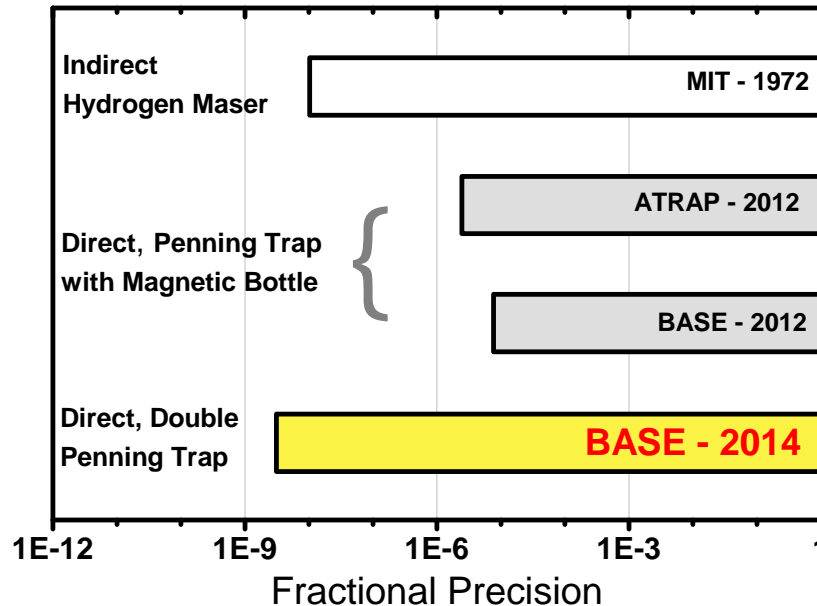 Indirect
Hydrogen Maser
MIT - 1972
ATRAP - 2012
Direct, Penning Trap
with Magnetic Bottle
{
BASE - 2012
Direct, Double
Penning Trap
BASE - 2014
1E-12 1E-9 1E-6 1E-3 1
Fractional Precision